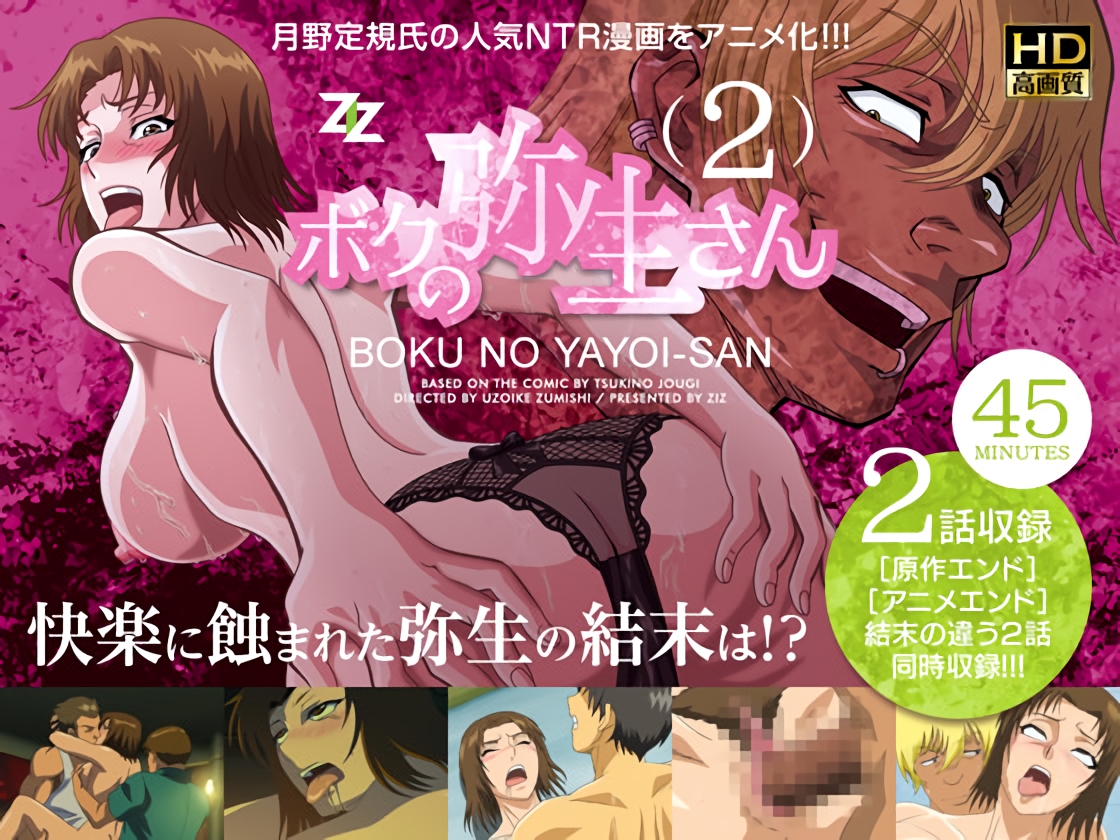 月野定規氏の人気NTR漫画をアニメ化!!!
HD
高画質
ZIZ
ボクの弥生さん
(2)
BOKU NO YAYOI-SAN
BASED ON THE COMIC BY TSUKINO JOUGI
DIRECTED BY UZOIKE ZUMISHI / PRESENTED BY ZIZ
45
MINUTES
2話収録
[原作エンド]
[アニメエンド]
結末の違う2話
同時収録!!!
快楽に蝕まれた弥生の結末は!?